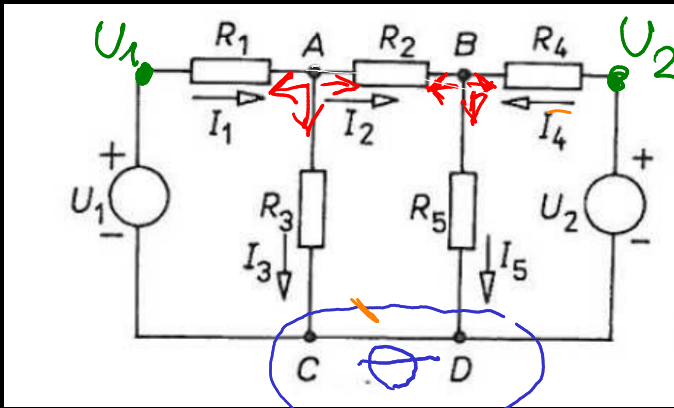 U1 R1 A R2 B R4 U2
I1 I2 I4
+ +
U1 R3 R5 U2
- -
I3 I5
C D